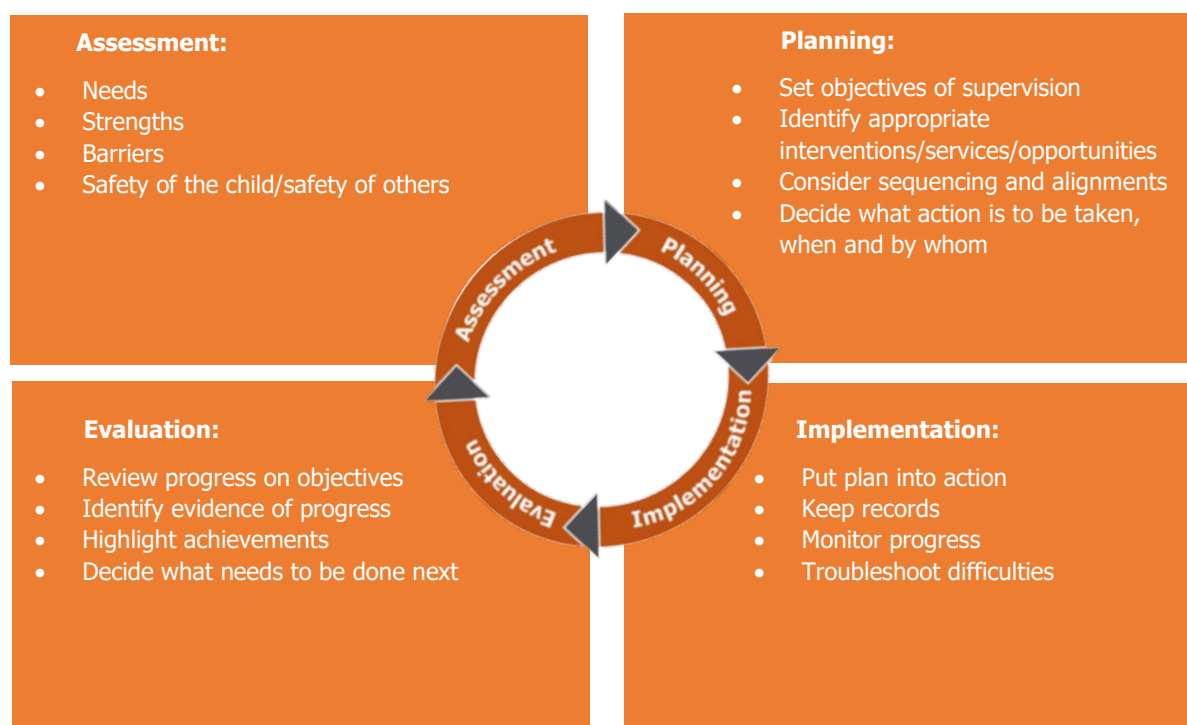 Assessment:
• Needs
• Strengths
• Barriers
• Safety of the child/safety of others
Planning:
• Set objectives of supervision
• Identify appropriate
interventions/services/opportunities
• Consider sequencing and alignments
• Decide what action is to be taken,
when and by whom
Assessment
Planning
Implementation
Evaluation
Evaluation:
• Review progress on objectives
• Identify evidence of progress
• Highlight achievements
• Decide what needs to be done next
Implementation:
• Put plan into action
• Keep records
• Monitor progress
• Troubleshoot difficulties